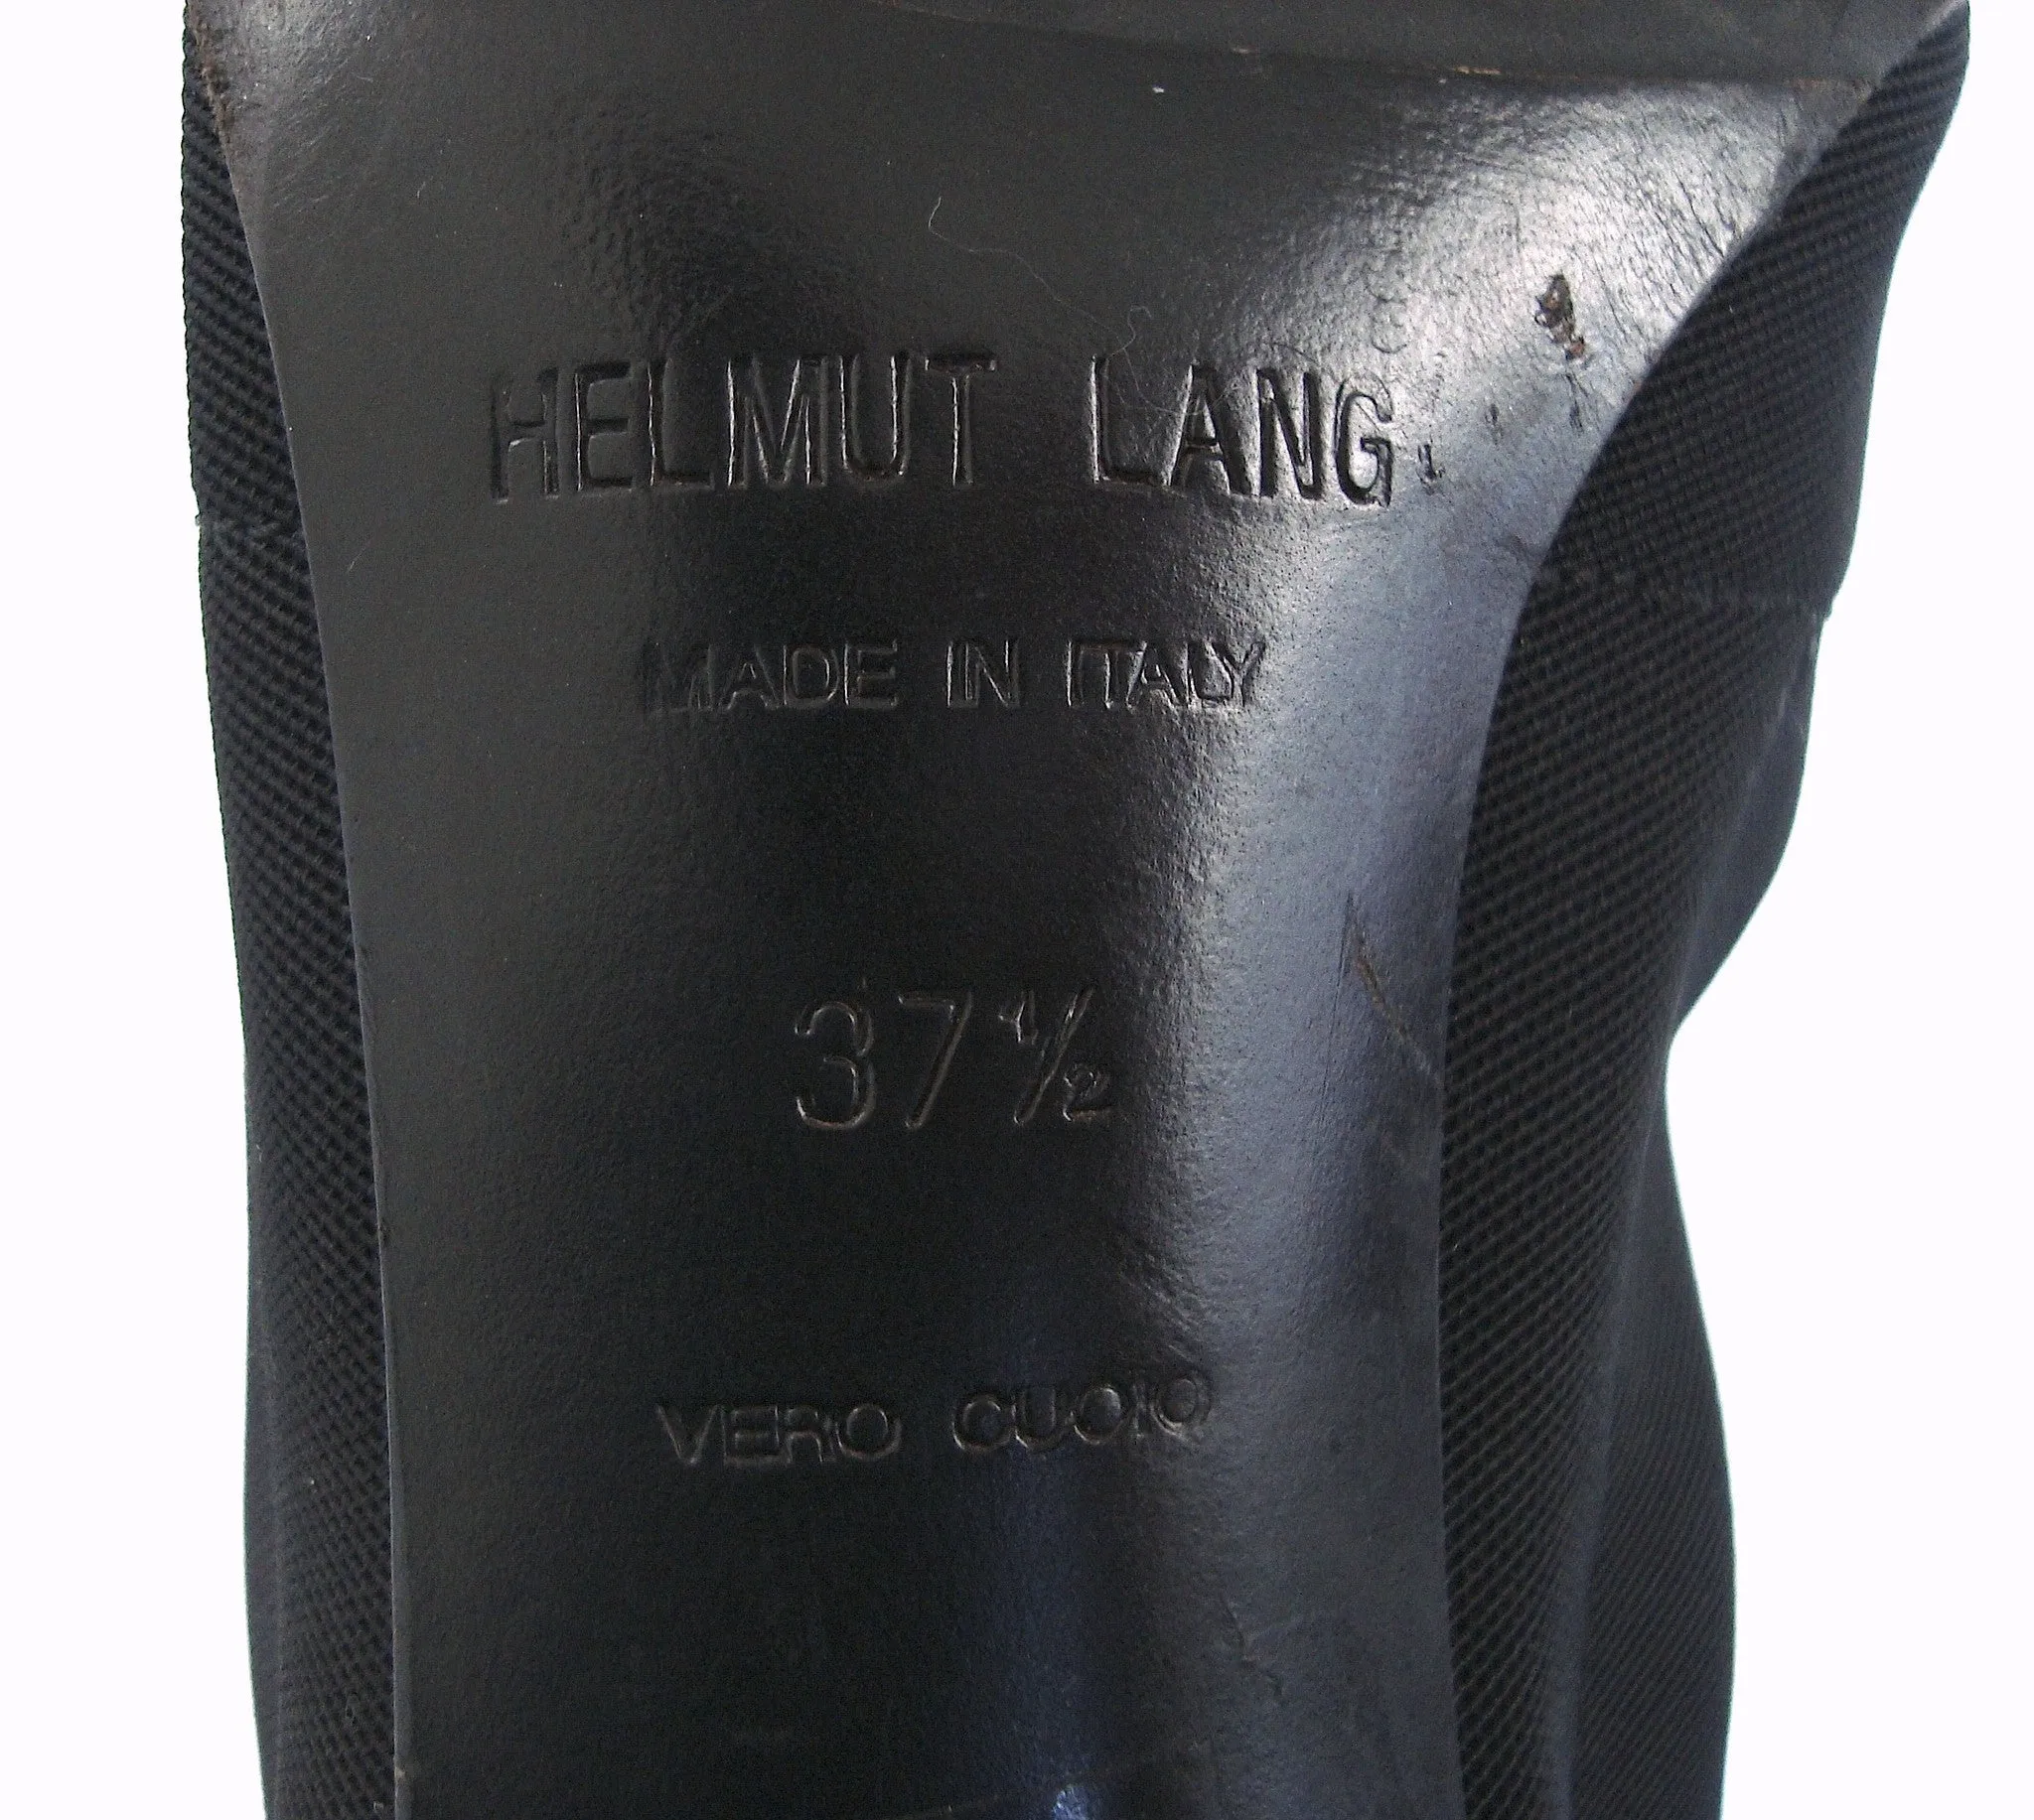 HELMUT LANG
MADE IN ITALY
37½
VERO CUOIO